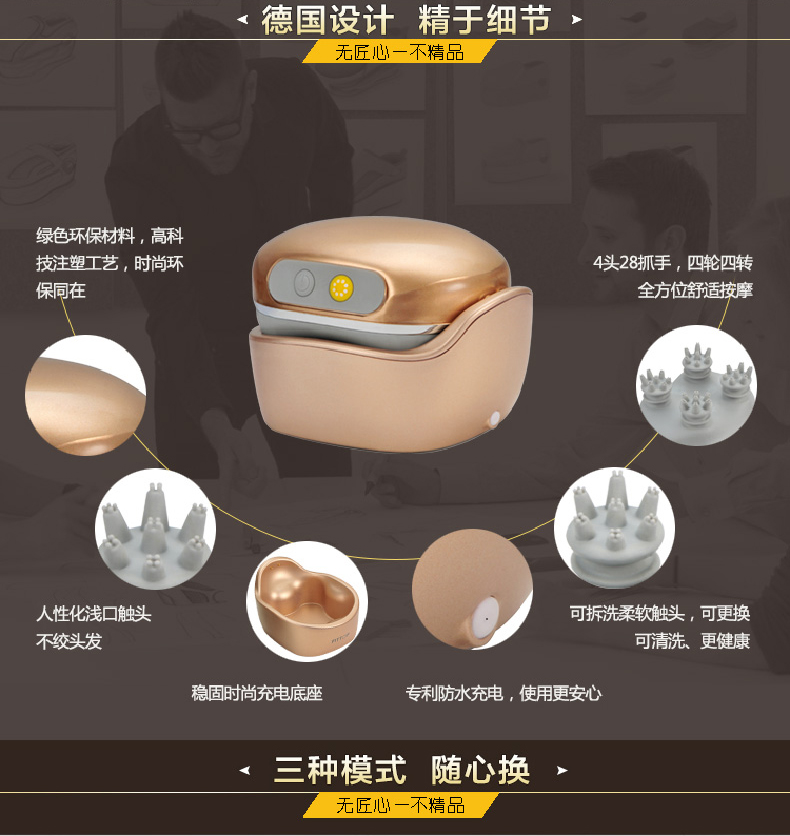 德国设计 精于细节
无匠心一不精品
绿色环保材料，高科
技注塑工艺，时尚环
保同在
4头28抓手，四轮四转
全方位舒适按摩
人性化浅口触头
不绞头发
可拆洗柔软触头，可更换
可清洗、更健康
稳固时尚充电底座
专利防水充电，使用更安心
三种模式 随心换
无匠心一不精品